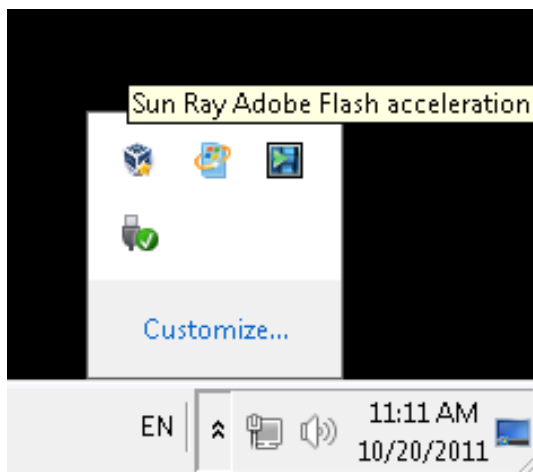 Sun Ray Adobe Flash acceleration
Customize...
EN
11:11 AM
10/20/2011